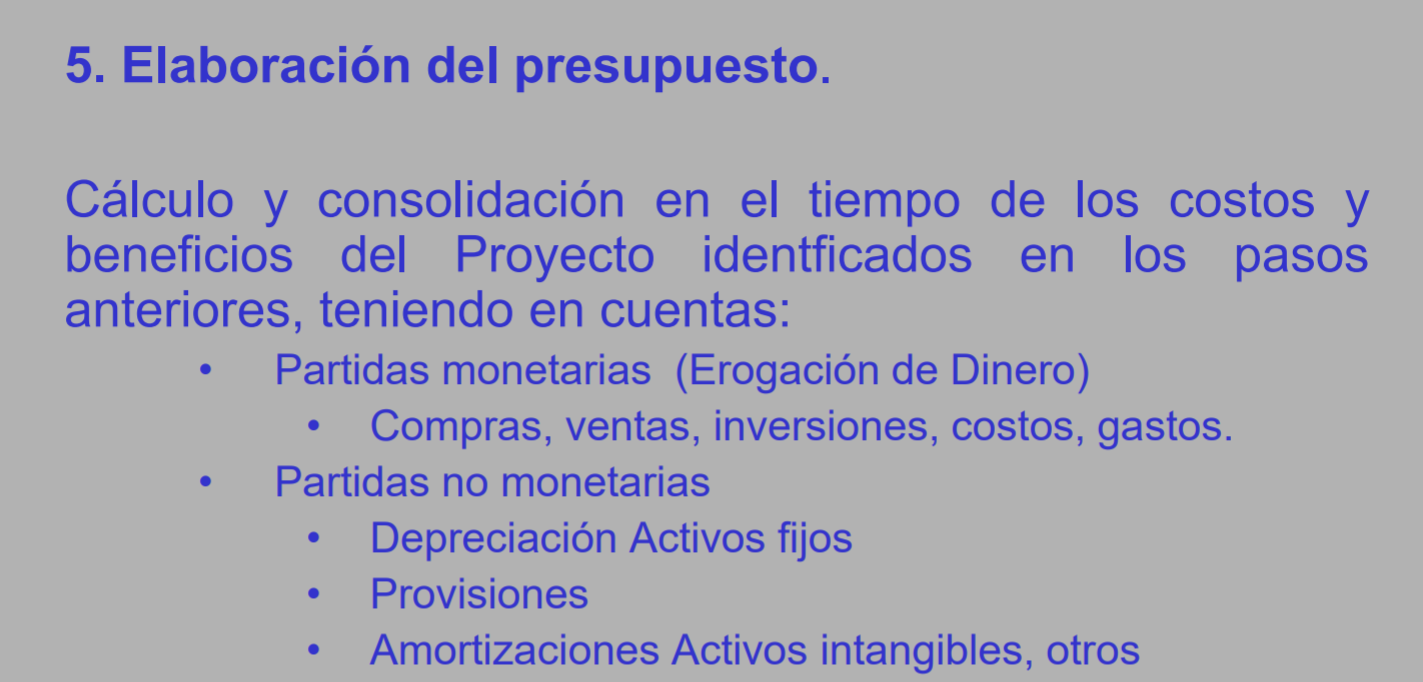 5. Elaboración del presupuesto.
Cálculo y consolidación en el tiempo de los costos y
beneficios del Proyecto identficados en los pasos
anteriores, teniendo en cuentas:
• Partidas monetarias (Erogación de Dinero)
• Compras, ventas, inversiones, costos, gastos.
• Partidas no monetarias
• Depreciación Activos fijos
• Provisiones
• Amortizaciones Activos intangibles, otros